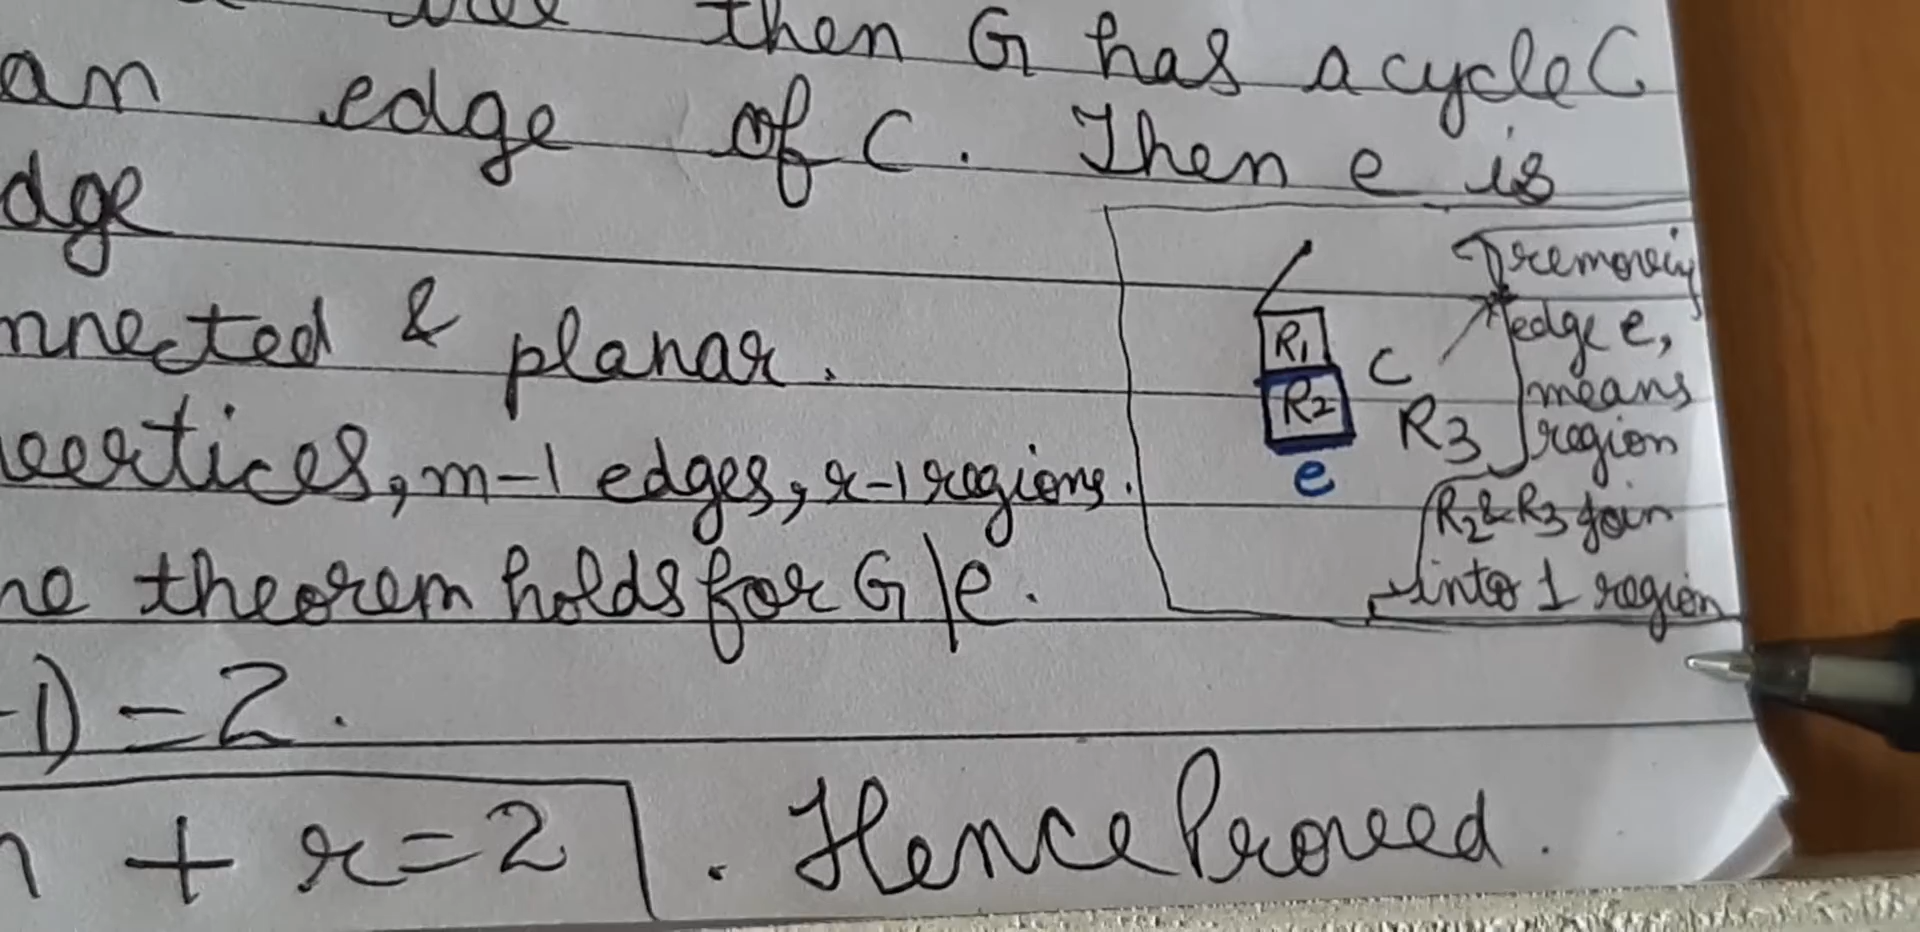 then G has a cycle C
an edge of C. Then e is
dge
nnected & planar.
vertices, m-1 edges, r-1 regions.
he theorem holds for G\e.
-1) = 2.
+ r = 2. Hence Proved.
R1
R2
C
R3
e
removing
edge e,
means
region
R2 & R3 join
into 1 region